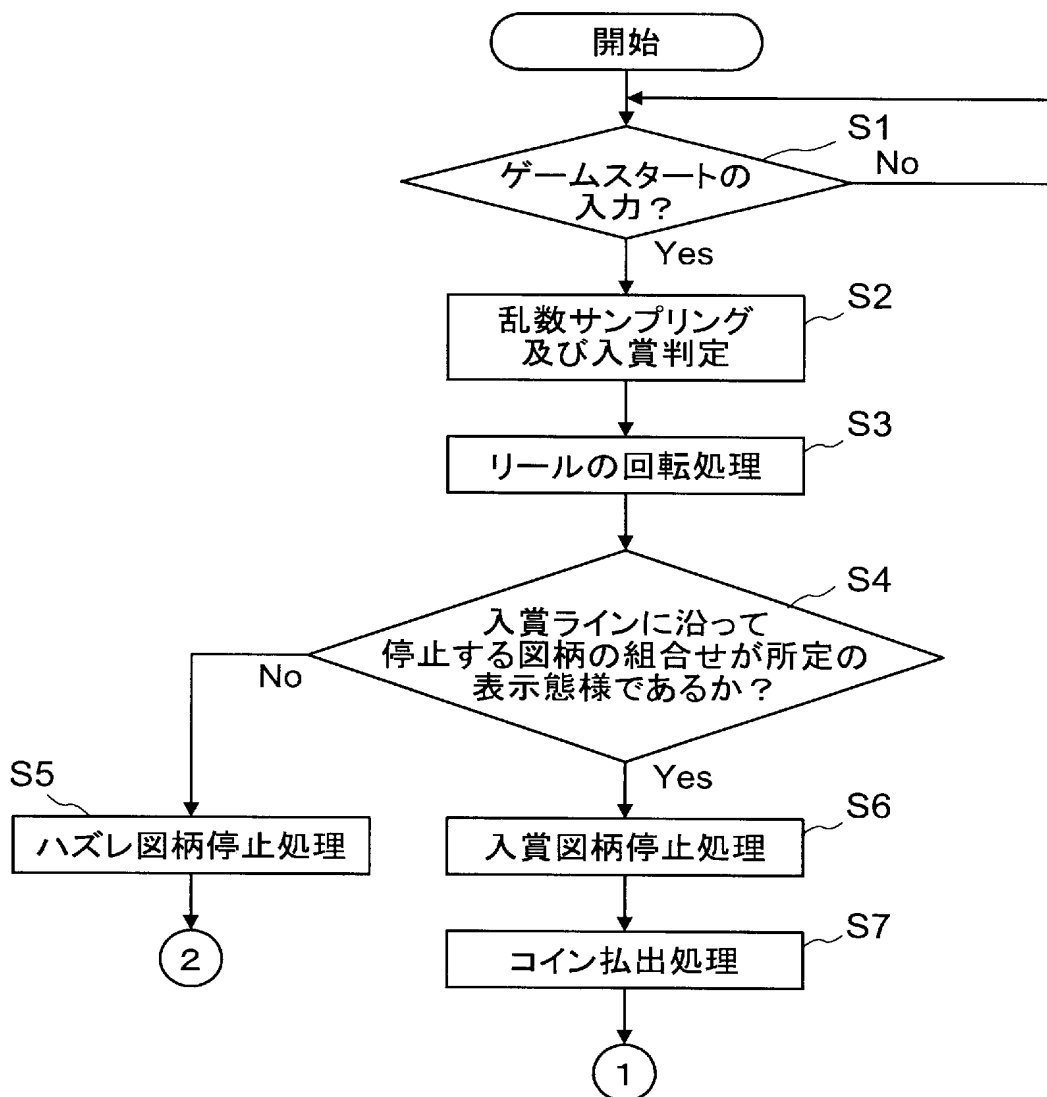 開始
S1
ゲームスタートの
入力？
No
Yes
S2
乱数サンプリング
及び入賞判定
S3
リールの回転処理
S4
入賞ラインに沿って
停止する図柄の組合せが所定の
表示態様であるか？
No
Yes
S5
ハズレ図柄停止処理
S6
入賞図柄停止処理
2
S7
コイン払出処理
1